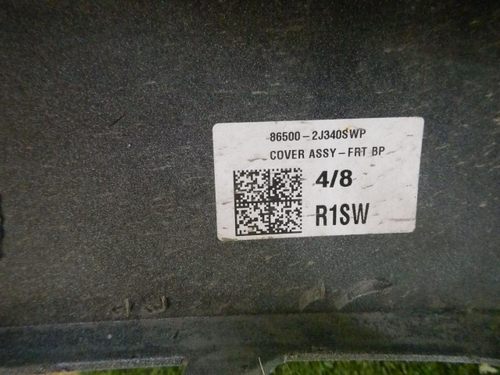 86500-2J340SWP
COVER ASSY-FRT BP
4/8
R1SW